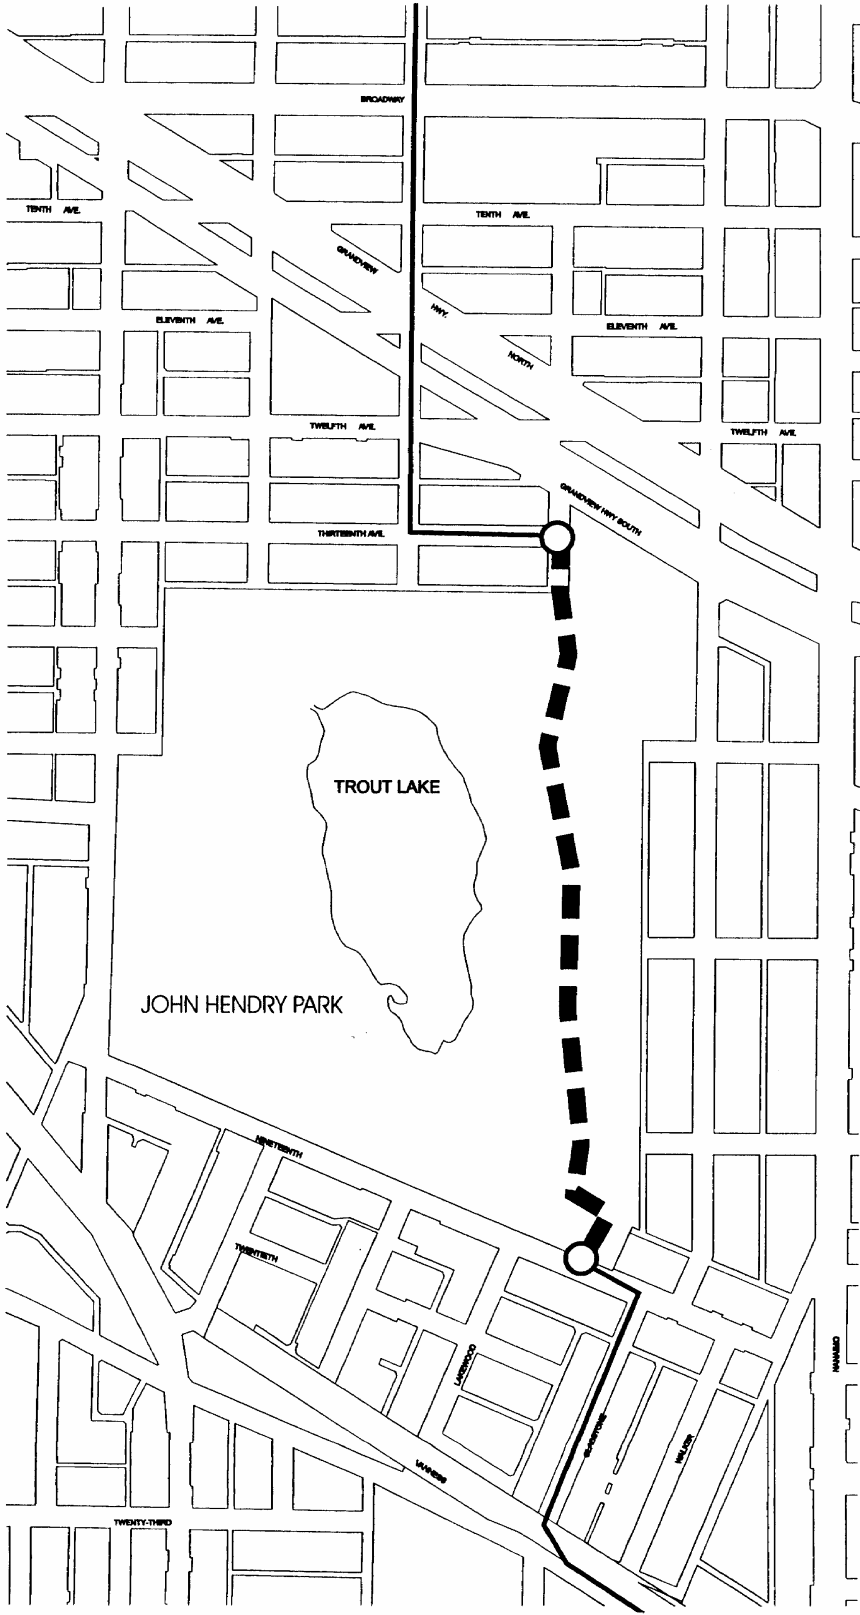 BROADWAY
TENTH AVE.
TENTH AVE.
GRANDVIEW
HWY.
NORTH
ELEVENTH AVE.
ELEVENTH AVE.
TWELFTH AVE.
TWELFTH AVE.
GRANDVIEW HWY SOUTH
THIRTEENTH AVE.
TROUT LAKE
JOHN HENDRY PARK
NINETEENTH
TWENTIETH
NANAIMO
LAKEWOOD
GLADSTONE
WALKER
VANNESS
TWENTY-THIRD